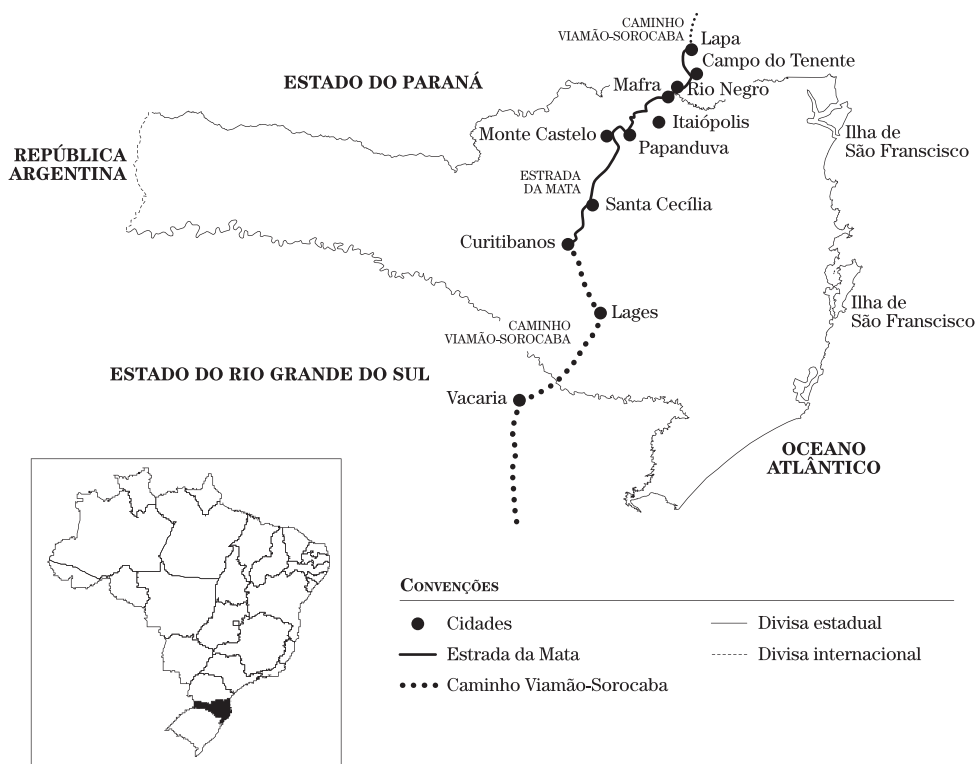 CAMINHO
VIAMÃO-SOROCABA
Lapa
Campo do Tenente
ESTADO DO PARANÁ
Mafra
Rio Negro
Itaiópolis
Monte Castelo
Papanduva
Ilha de
São Franscisco
REPÚBLICA
ARGENTINA
ESTRADA
DA MATA
Santa Cecília
Curitibanos
Lages
Ilha de
São Franscisco
CAMINHO
VIAMÃO-SOROCABA
ESTADO DO RIO GRANDE DO SUL
Vacaria
OCEANO
ATLÂNTICO
CONVENÇÕES
Cidades
Estrada da Mata
Caminho Viamão-Sorocaba
Divisa estadual
Divisa internacional